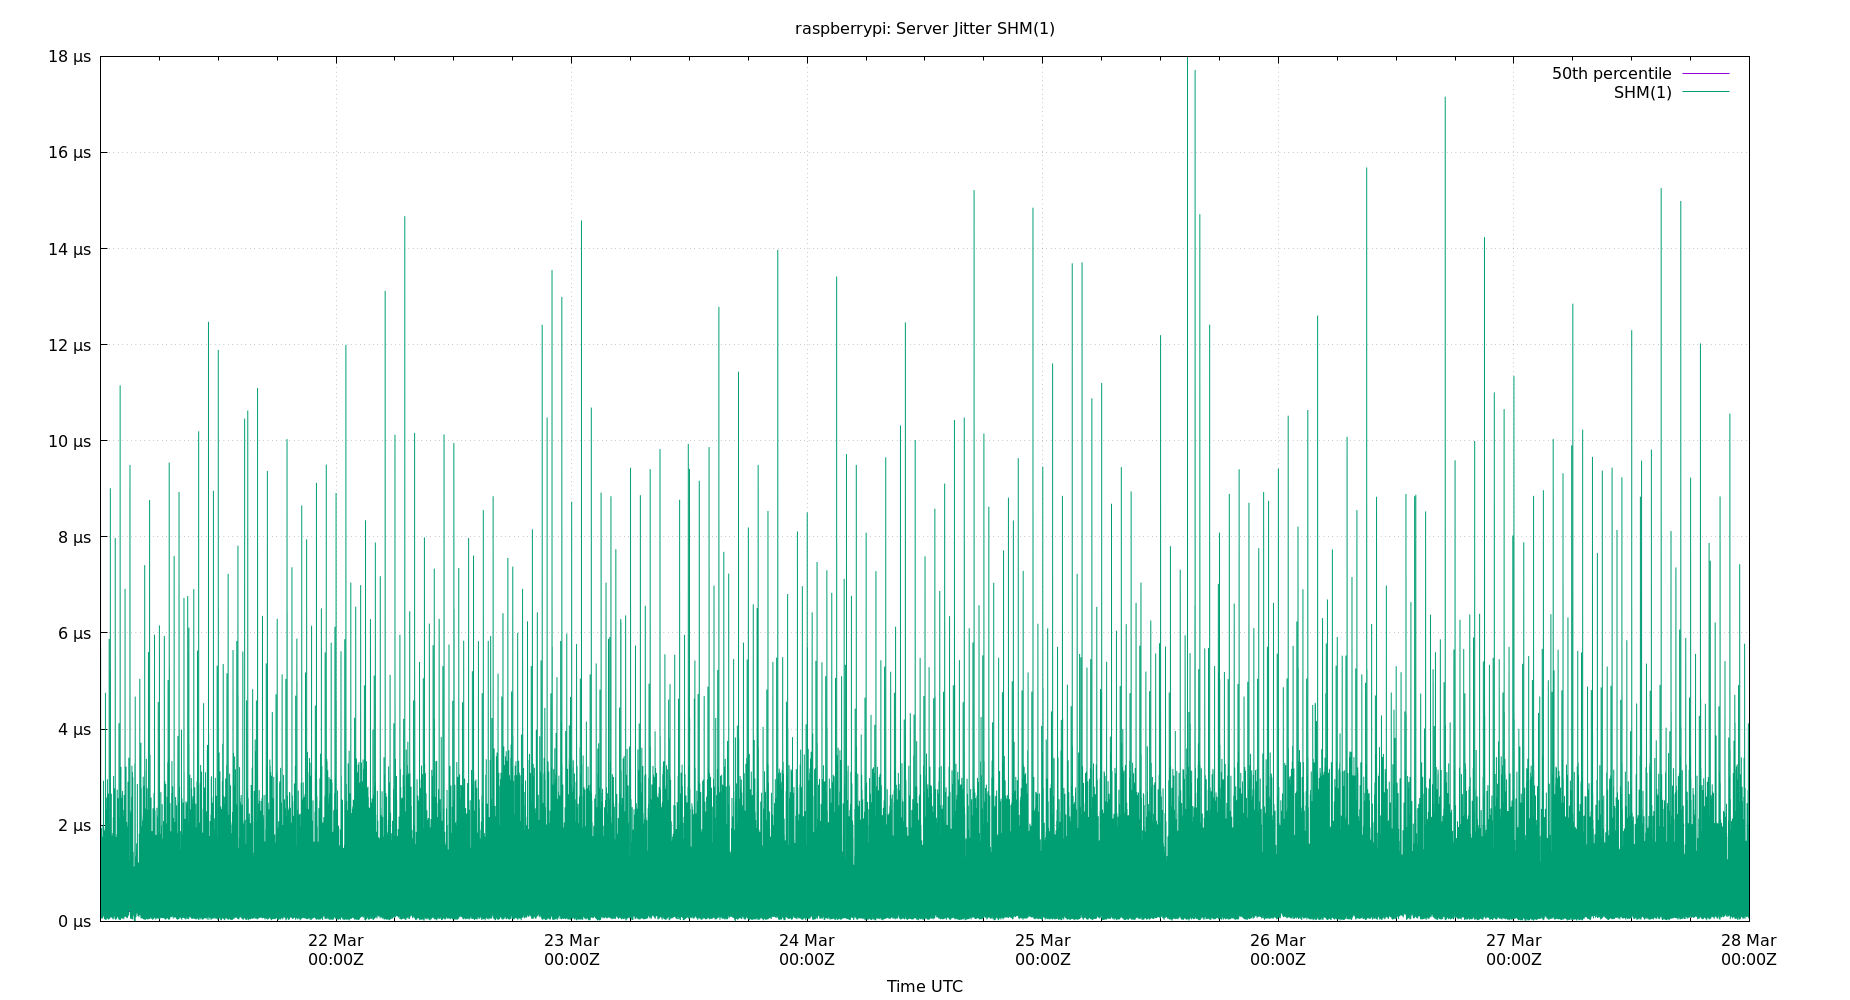 raspberrypi: Server Jitter SHM(1)
18 µs
16 µs
14 µs
12 µs
10 µs
8 µs
6 µs
4 µs
2 µs
0 µs
50th percentile
SHM(1)
22 Mar
00:00Z
23 Mar
00:00Z
24 Mar
00:00Z
25 Mar
00:00Z
26 Mar
00:00Z
27 Mar
00:00Z
28 Mar
00:00Z
Time UTC